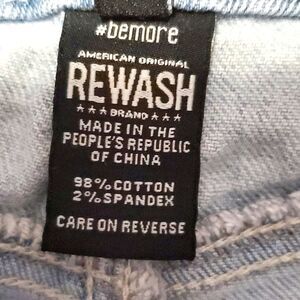 #bemore
AMERICAN ORIGINAL
REWASH
★★★ BRAND ★★★
MADE IN THE
PEOPLE'S REPUBLIC
OF CHINA
98% COTTON
2% SPANDEX
CARE ON REVERSE